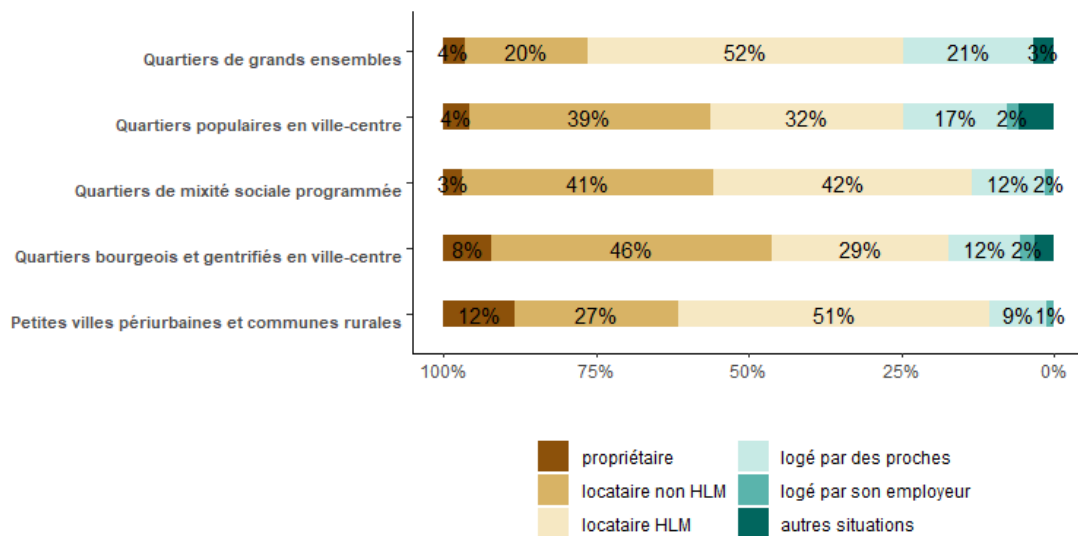 Quartiers de grands ensembles
4% 20% 52% 21% 3%
Quartiers populaires en ville-centre
4% 39% 32% 17% 2%
Quartiers de mixité sociale programmée
3% 41% 42% 12% 2%
Quartiers bourgeois et gentrifiés en ville-centre
8% 46% 29% 12% 2%
Petites villes périurbaines et communes rurales
12% 27% 51% 9% 1%
100% 75% 50% 25% 0%
propriétaire
locataire non HLM
locataire HLM
logé par des proches
logé par son employeur
autres situations